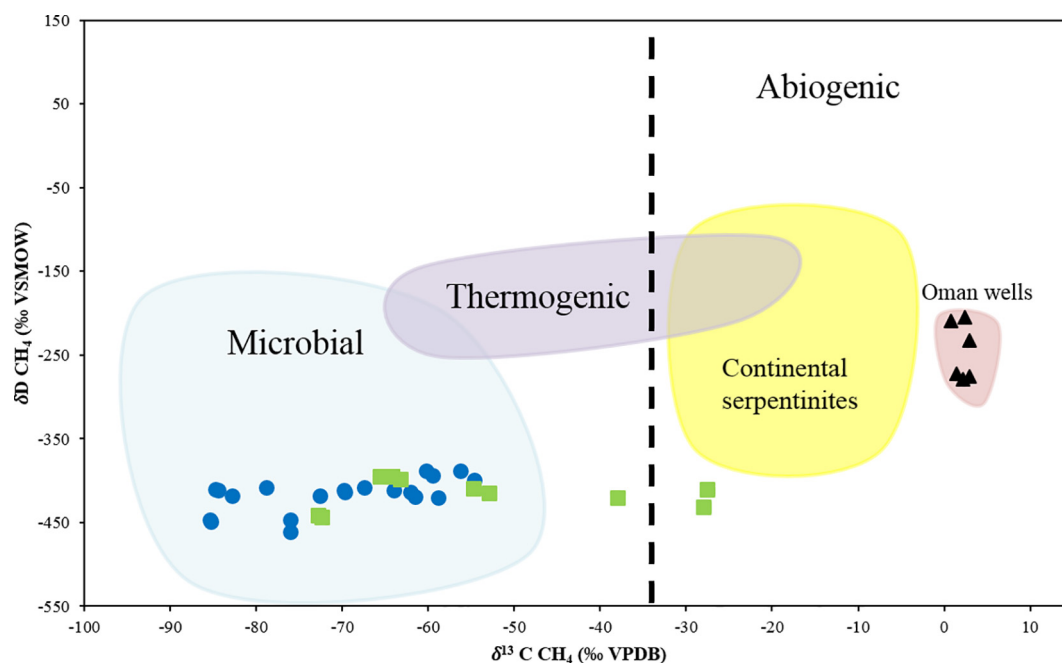 150
50
-50
-150
-250
-350
-450
-550
δD CH₄ (‰ VSMOW)
Abiogenic
Thermogenic
Microbial
Oman wells
Continental
serpentinites
-100
-90
-80
-70
-60
-50
-40
-30
-20
-10
0
10
δ¹³ C CH₄ (‰ VPDB)